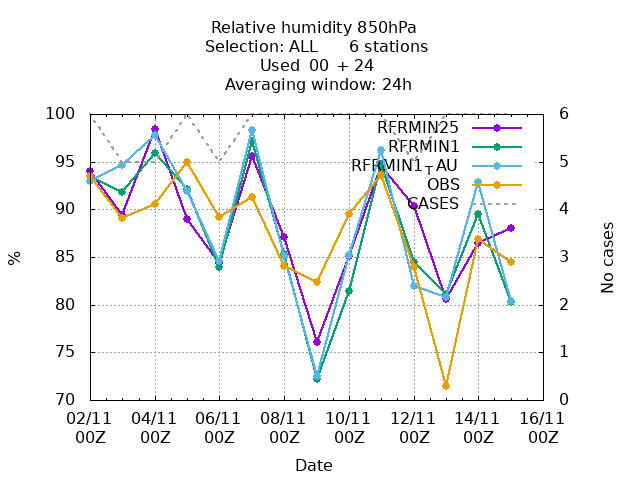 Relative humidity 850hPa
Selection: ALL 6 stations
Used 00 + 24
Averaging window: 24h
100 6
RFRMIN25
RFRMIN1
95 5
RFRMIN1_AU
OBS
90 4
CASES
85 3
80 2
75 1
70 0
%
No cases
02/11 04/11 06/11 08/11 10/11 12/11 14/11 16/11
00Z 00Z 00Z 00Z 00Z 00Z 00Z 00Z
Date